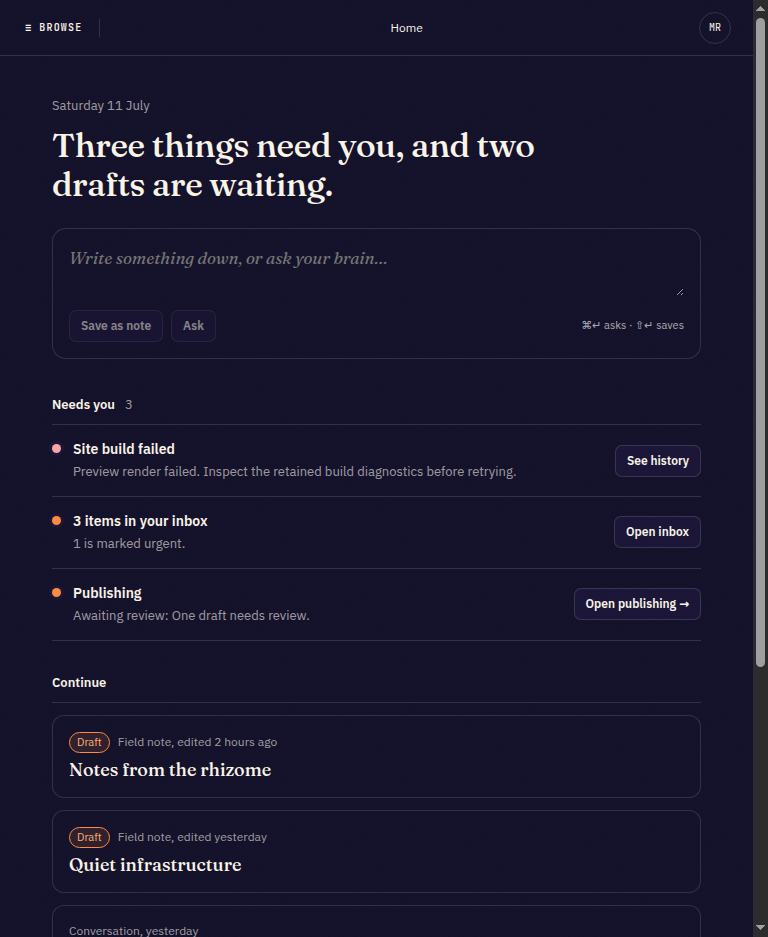 ≡ BROWSE
Home
MR
Saturday 11 July
Three things need you, and two
drafts are waiting.
Write something down, or ask your brain...
Save as note
Ask
⌘↵ asks · ⇧↵ saves
Needs you 3
Site build failed
Preview render failed. Inspect the retained build diagnostics before retrying.
See history
3 items in your inbox
1 is marked urgent.
Open inbox
Publishing
Awaiting review: One draft needs review.
Open publishing →
Continue
Draft Field note, edited 2 hours ago
Notes from the rhizome
Draft Field note, edited yesterday
Quiet infrastructure
Conversation, yesterday